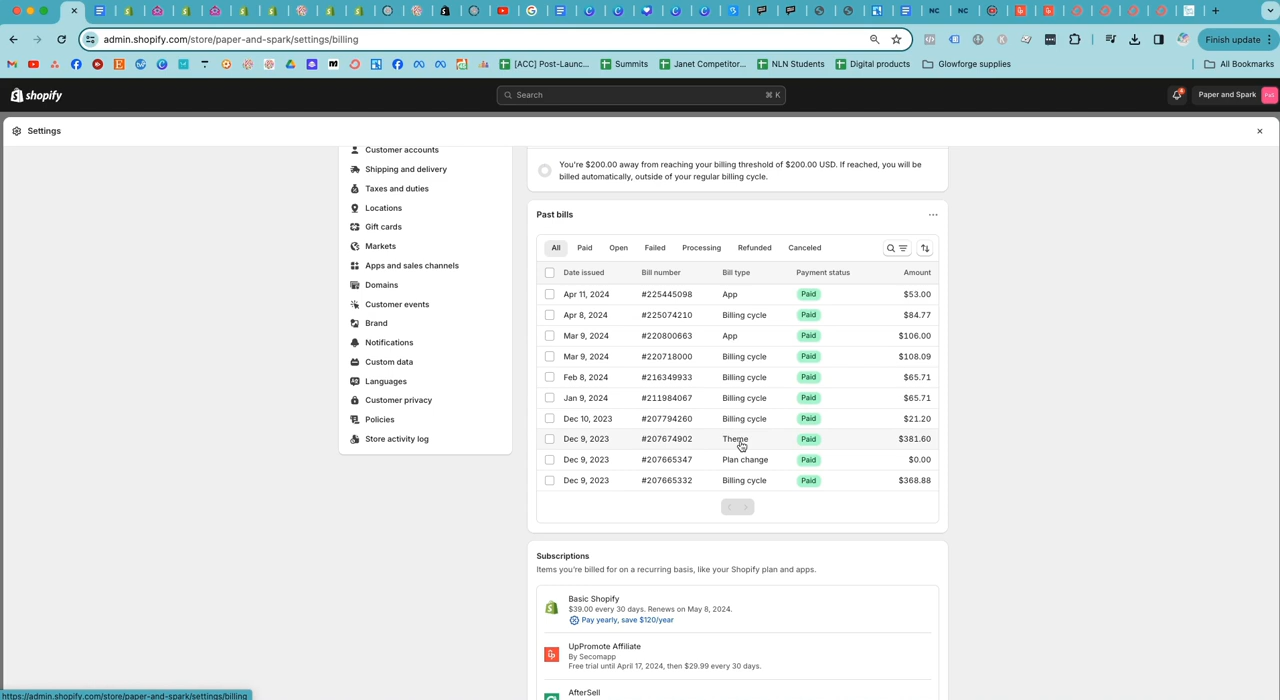 admin.shopify.com/store/paper-and-spark/settings/billing
Finish update
[ACC] Post-Launc...
Summits
Janet Competitor...
NLN Students
Digital products
Glowforge supplies
All Bookmarks
shopify
Search
⌘ K
Paper and Spark
Settings
Customer accounts
Shipping and delivery
Taxes and duties
Locations
Gift cards
Markets
Apps and sales channels
Domains
Customer events
Brand
Notifications
Custom data
Languages
Customer privacy
Policies
Store activity log
You're $200.00 away from reaching your billing threshold of $200.00 USD. If reached, you will be
billed automatically, outside of your regular billing cycle.
Past bills
All Paid Open Failed Processing Refunded Canceled
Date issued Bill number Bill type Payment status Amount
Apr 11, 2024 #225445098 App Paid $53.00
Apr 8, 2024 #225074210 Billing cycle Paid $84.77
Mar 9, 2024 #220800663 App Paid $106.00
Mar 9, 2024 #220718000 Billing cycle Paid $108.09
Feb 8, 2024 #216349933 Billing cycle Paid $65.71
Jan 9, 2024 #211984067 Billing cycle Paid $65.71
Dec 10, 2023 #207794260 Billing cycle Paid $21.20
Dec 9, 2023 #207674902 Theme Paid $381.60
Dec 9, 2023 #207665347 Plan change Paid $0.00
Dec 9, 2023 #207665332 Billing cycle Paid $368.88
Subscriptions
Items you're billed for on a recurring basis, like your Shopify plan and apps.
Basic Shopify
$39.00 every 30 days. Renews on May 8, 2024.
Pay yearly, save $120/year
UpPromote Affiliate
By Secomapp
Free trial until April 17, 2024, then $29.99 every 30 days.
AfterSell
https://admin.shopify.com/store/paper-and-spark/settings/billing